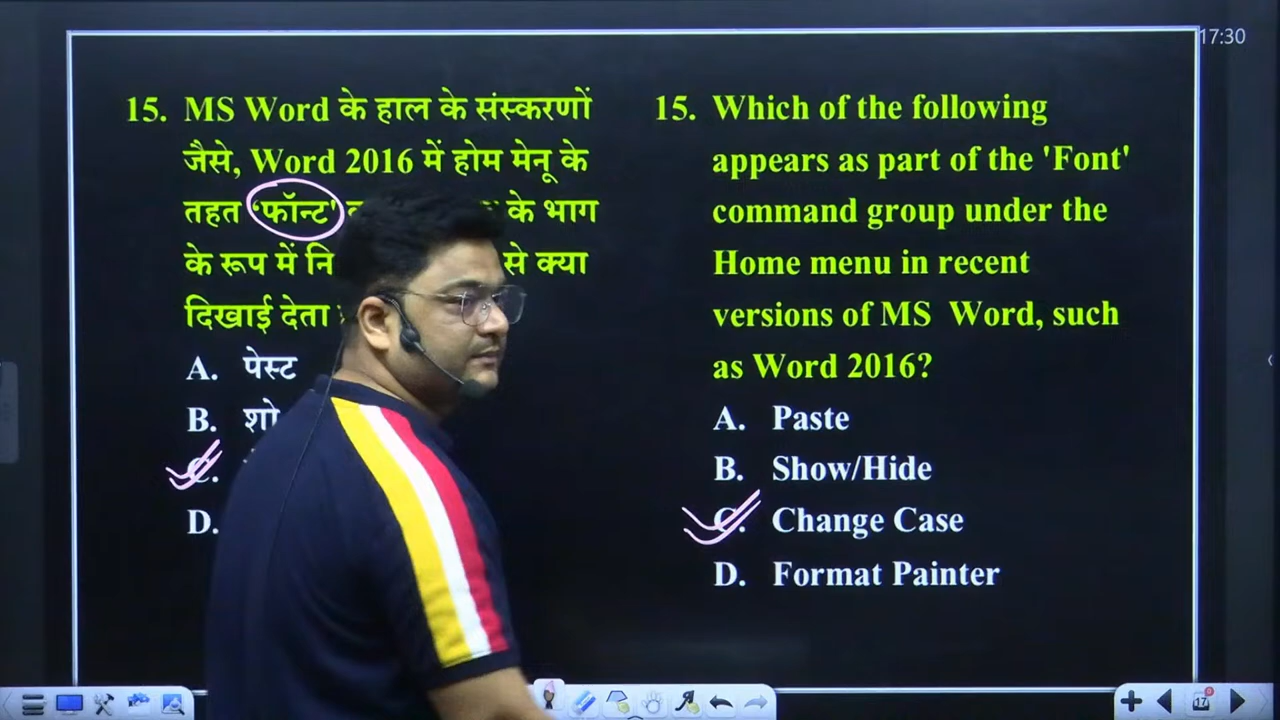 17:30
15. MS Word के हाल के संस्करणों
जैसे, Word 2016 में होम मेनू के
तहत 'फॉन्ट' के भाग
के रूप में से क्या
दिखाई देता
A. पेस्ट
B.
C.
D.
15. Which of the following
appears as part of the 'Font'
command group under the
Home menu in recent
versions of MS Word, such
as Word 2016?
A. Paste
B. Show/Hide
C. Change Case
D. Format Painter
17